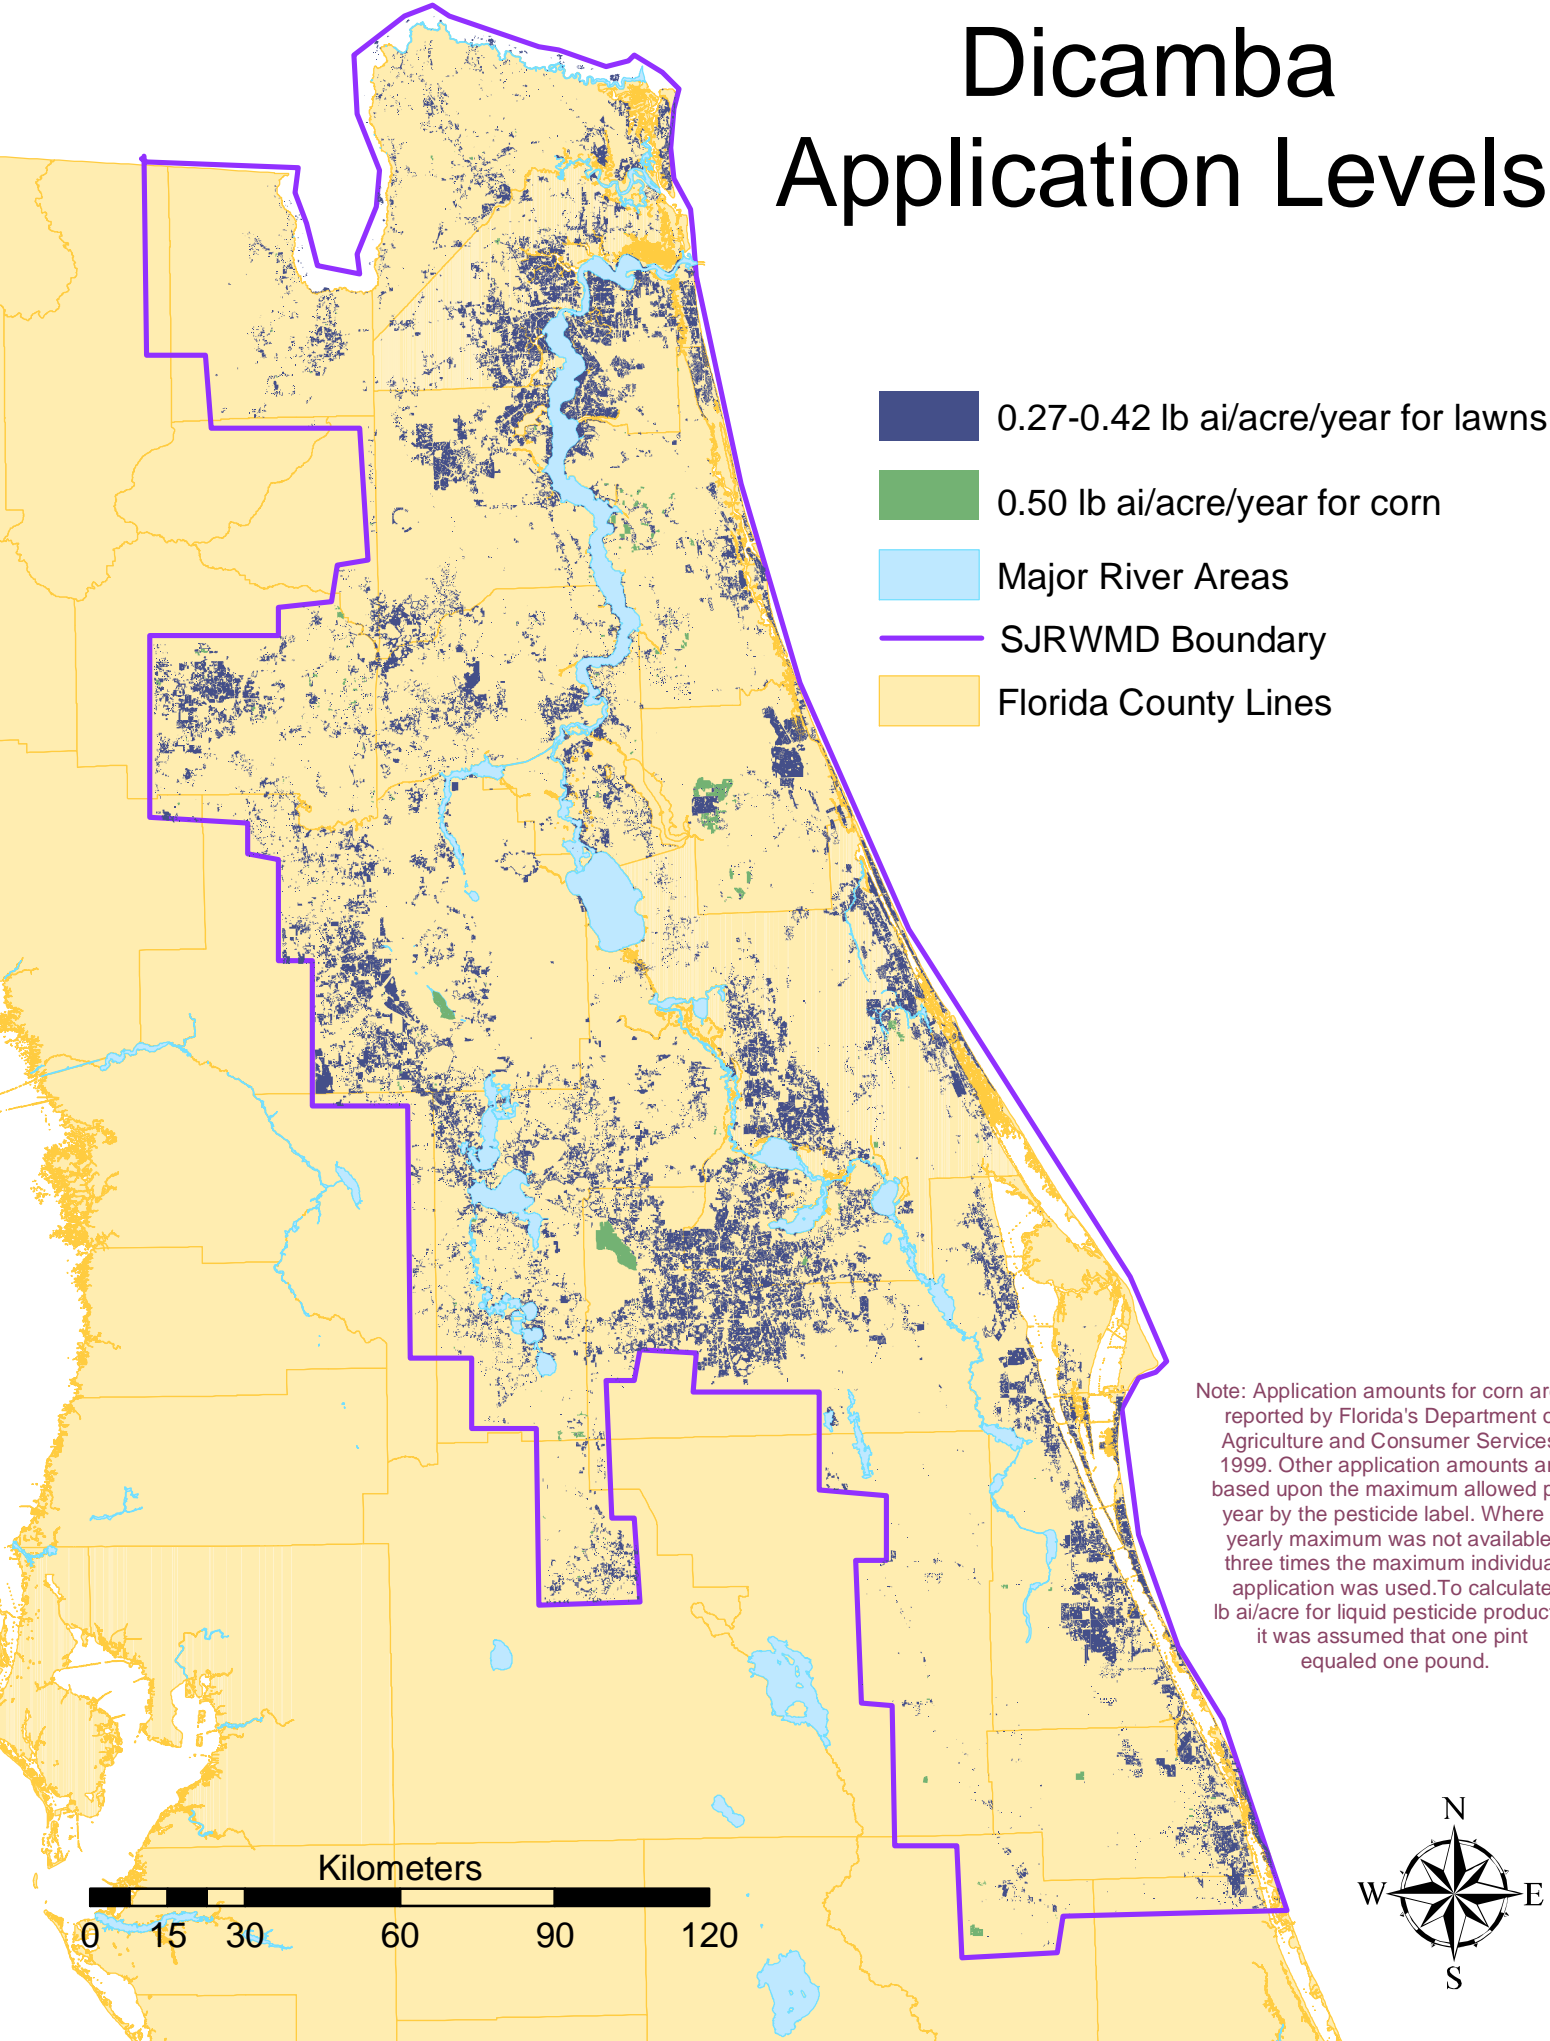 Dicamba
Application Levels
0.27-0.42 lb ai/acre/year for lawns
0.50 lb ai/acre/year for corn
Major River Areas
SJRWMD Boundary
Florida County Lines
Note: Application amounts for corn ar
reported by Florida's Department o
Agriculture and Consumer Services
1999. Other application amounts ar
based upon the maximum allowed p
year by the pesticide label. Where
yearly maximum was not available
three times the maximum individua
application was used.To calculate
lb ai/acre for liquid pesticide product
it was assumed that one pint
equaled one pound.
Kilometers
0 15 30 60 90 120
N
W E
S